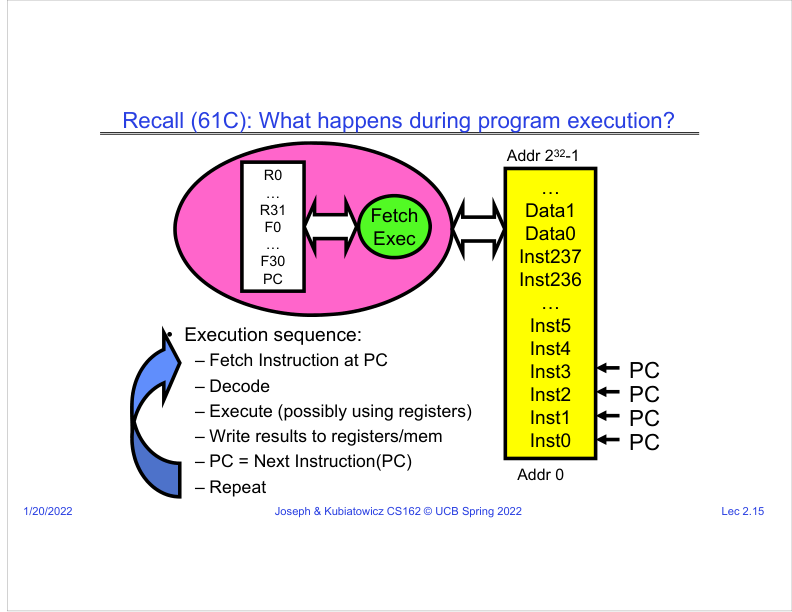 Recall (61C): What happens during program execution?
Addr 2³²-1
R0
…
R31
F0
…
F30
PC
Fetch
Exec
…
Data1
Data0
Inst237
Inst236
…
Inst5
Inst4
Inst3
Inst2
Inst1
Inst0
PC
PC
PC
PC
Addr 0
• Execution sequence:
– Fetch Instruction at PC
– Decode
– Execute (possibly using registers)
– Write results to registers/mem
– PC = Next Instruction(PC)
– Repeat
1/20/2022
Joseph & Kubiatowicz CS162 © UCB Spring 2022
Lec 2.15